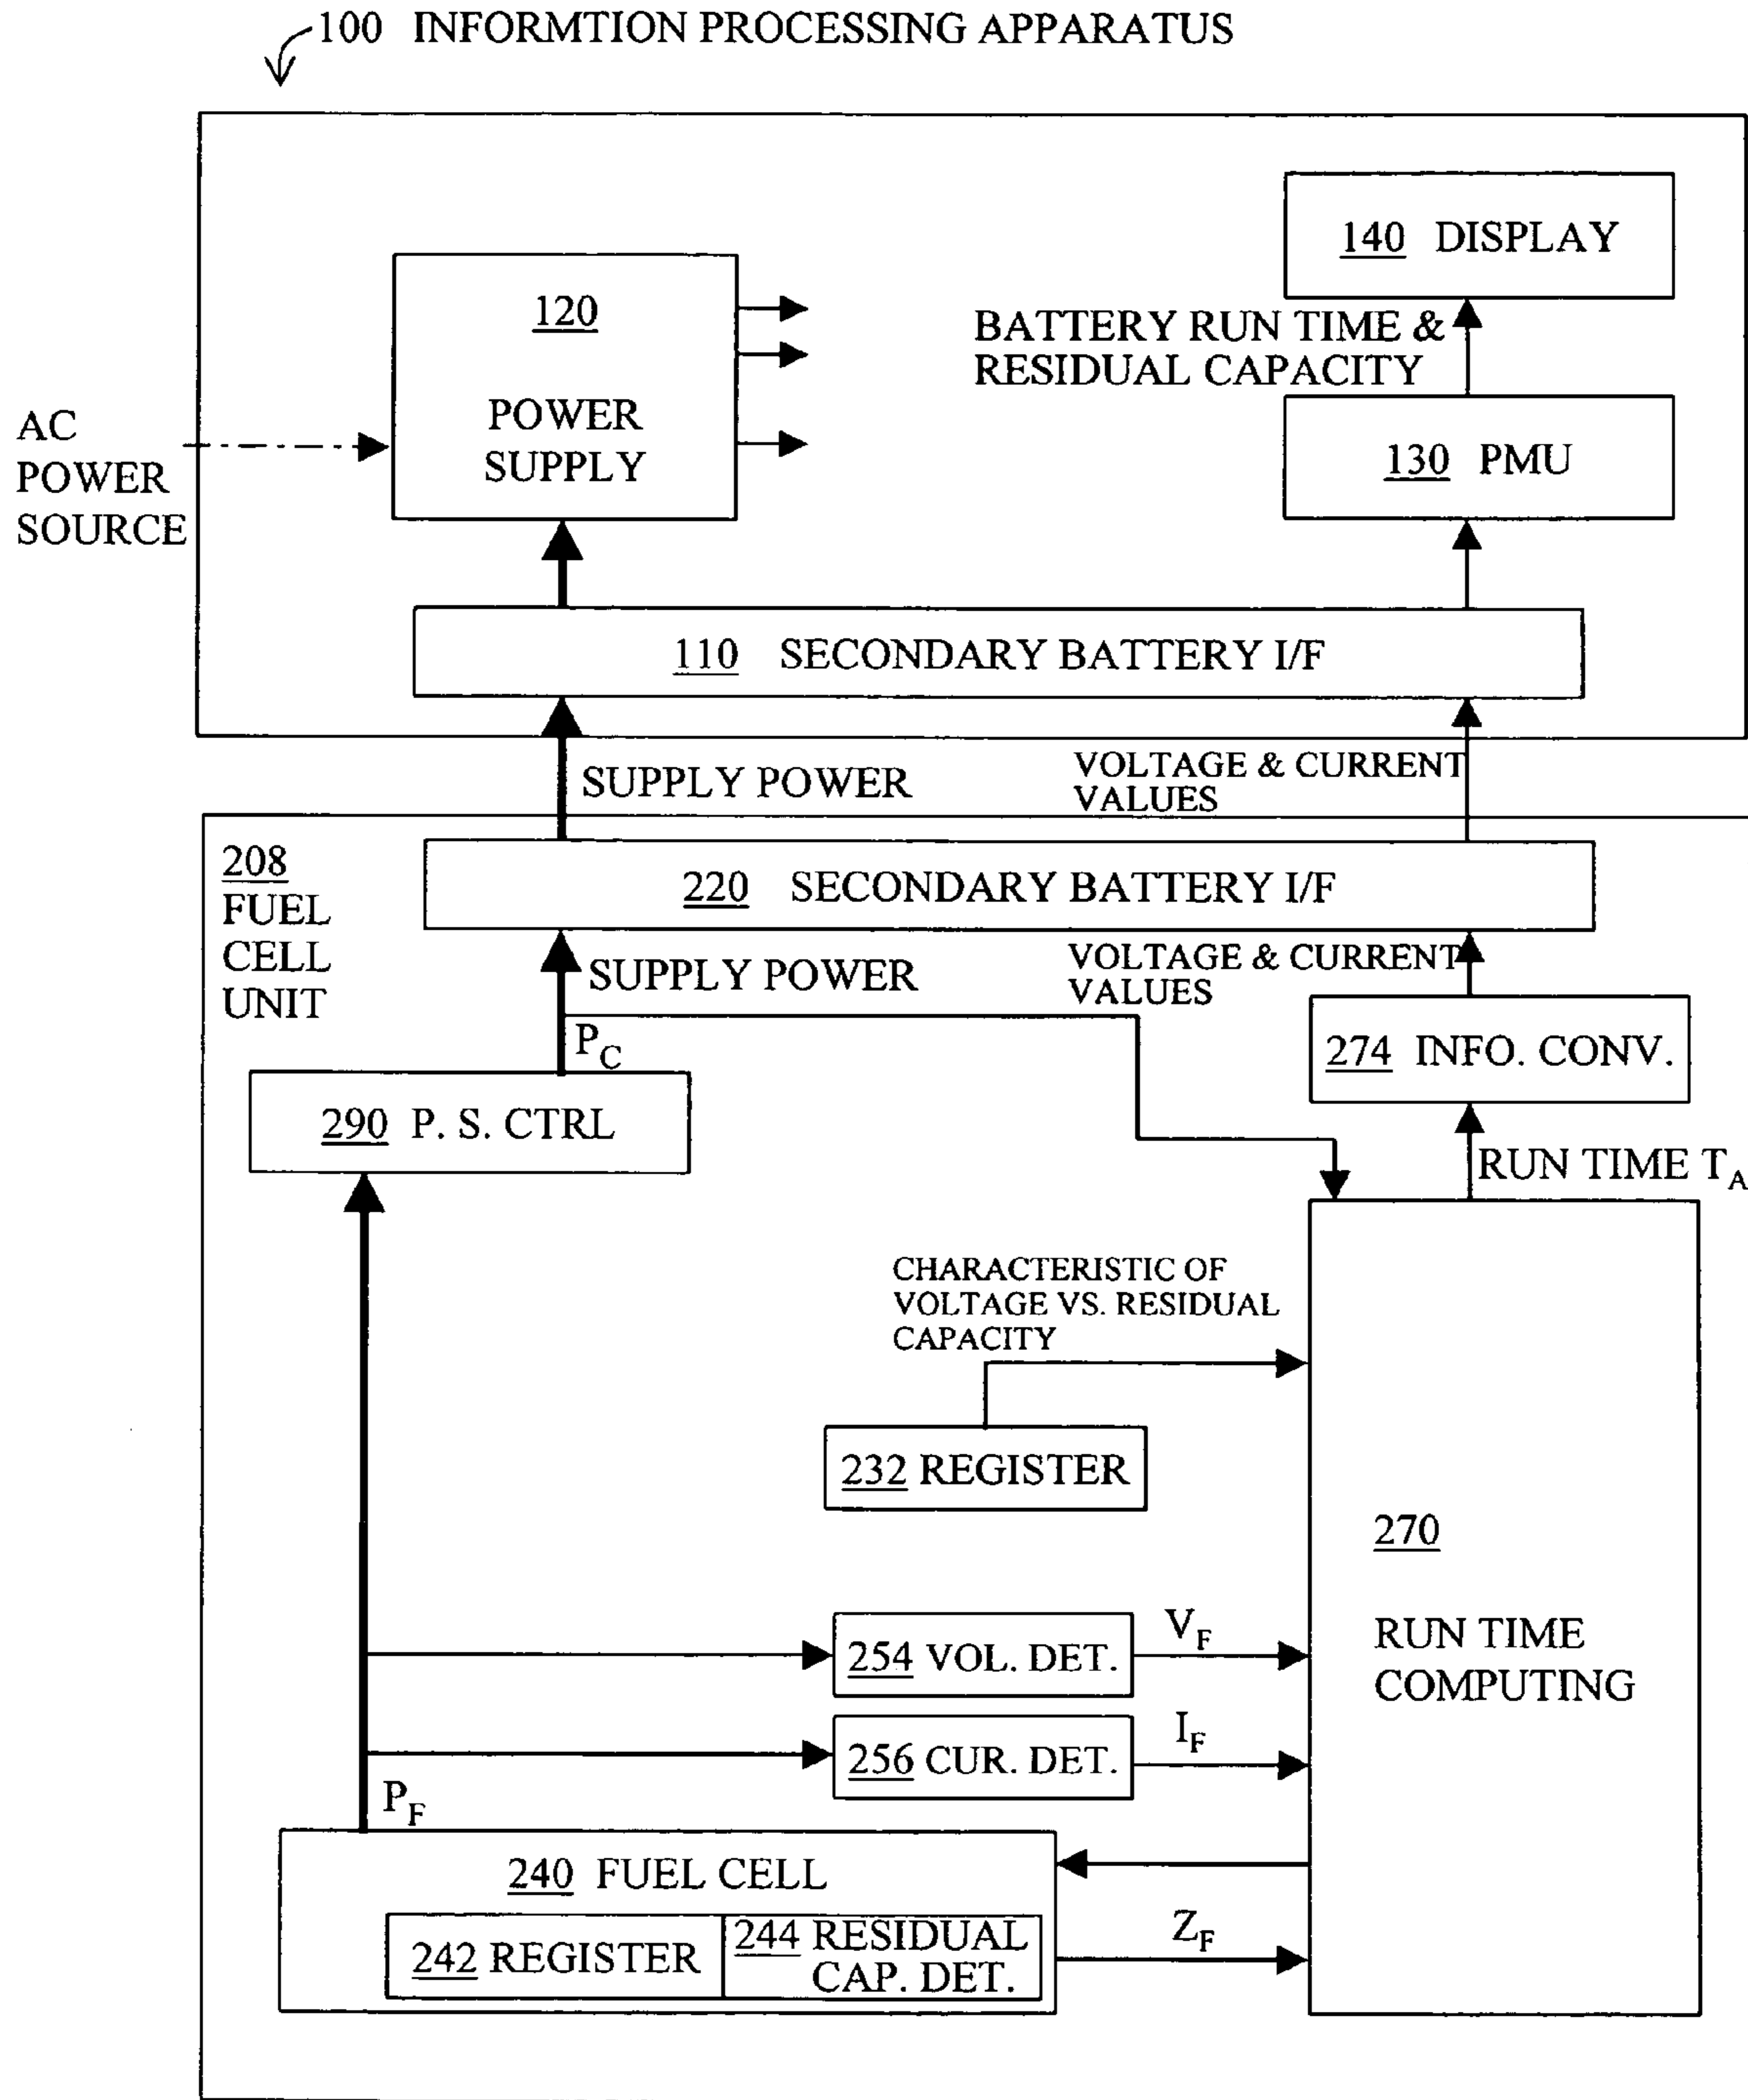 100 INFORMTION PROCESSING APPARATUS
140 DISPLAY
120
POWER
SUPPLY
BATTERY RUN TIME &
RESIDUAL CAPACITY
AC
POWER
SOURCE
130 PMU
110 SECONDARY BATTERY I/F
SUPPLY POWER
VOLTAGE & CURRENT
VALUES
208
FUEL
CELL
UNIT
220 SECONDARY BATTERY I/F
SUPPLY POWER
VOLTAGE & CURRENT
VALUES
PC
274 INFO. CONV.
290 P. S. CTRL
RUN TIME TA
CHARACTERISTIC OF
VOLTAGE VS. RESIDUAL
CAPACITY
232 REGISTER
270
RUN TIME
COMPUTING
254 VOL. DET.
VF
256 CUR. DET.
IF
PF
240 FUEL CELL
242 REGISTER
244 RESIDUAL
CAP. DET.
ZF